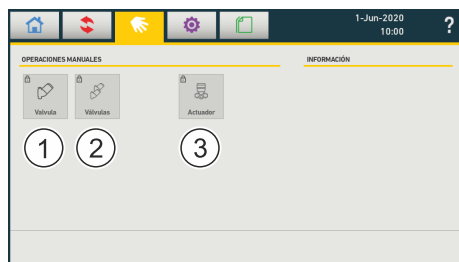 1-Jun-2020
10:00
?
OPERACIONES MANUALES
INFORMACIÓN
Valvula
Válvulas
Actuador
1
2
3